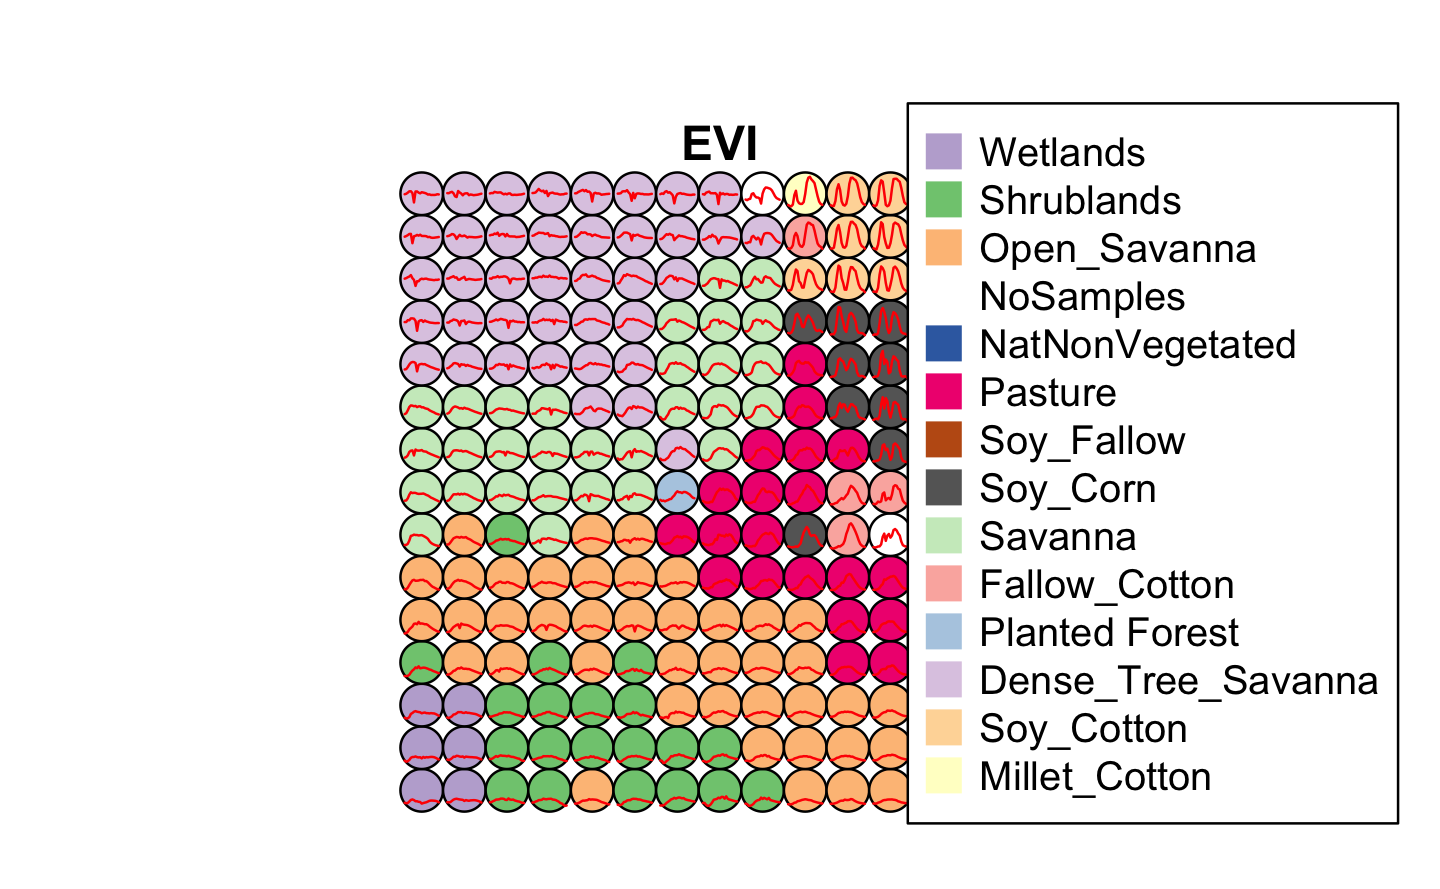 EVI
Wetlands
Shrublands
Open_Savanna
NoSamples
NatNonVegetated
Pasture
Soy_Fallow
Soy_Corn
Savanna
Fallow_Cotton
Planted Forest
Dense_Tree_Savanna
Soy_Cotton
Millet_Cotton